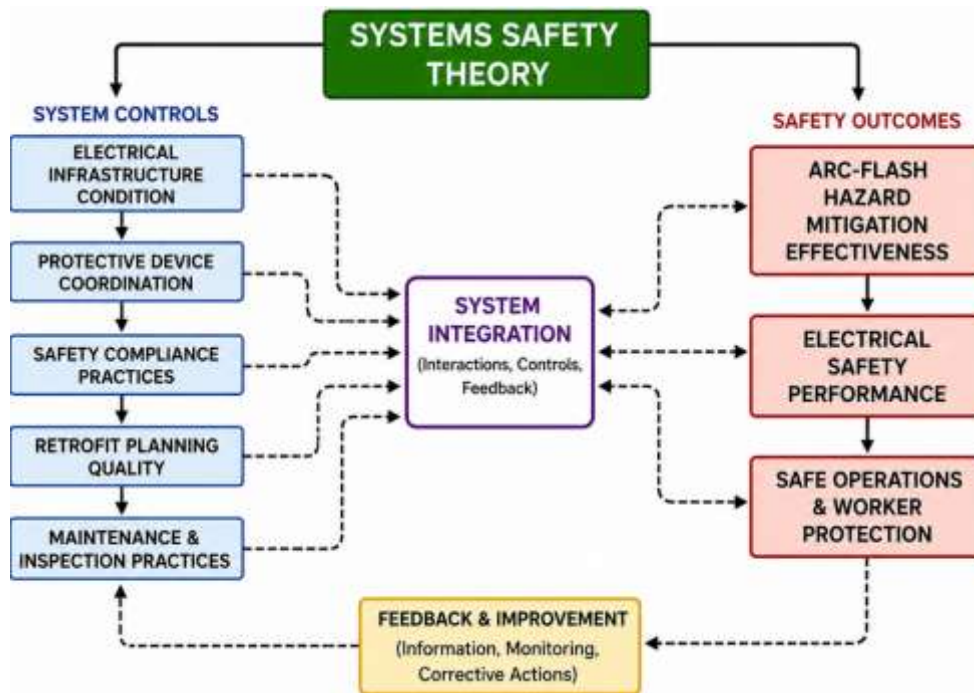 SYSTEMS SAFETY
THEORY
SYSTEM CONTROLS
ELECTRICAL
INFRASTRUCTURE
CONDITION
PROTECTIVE DEVICE
COORDINATION
SAFETY COMPLIANCE
PRACTICES
RETROFIT PLANNING
QUALITY
MAINTENANCE &
INSPECTION PRACTICES
SYSTEM
INTEGRATION
(Interactions, Controls,
Feedback)
SAFETY OUTCOMES
ARC-FLASH
HAZARD
MITIGATION
EFFECTIVENESS
ELECTRICAL
SAFETY
PERFORMANCE
SAFE OPERATIONS
& WORKER
PROTECTION
FEEDBACK & IMPROVEMENT
(Information, Monitoring,
Corrective Actions)